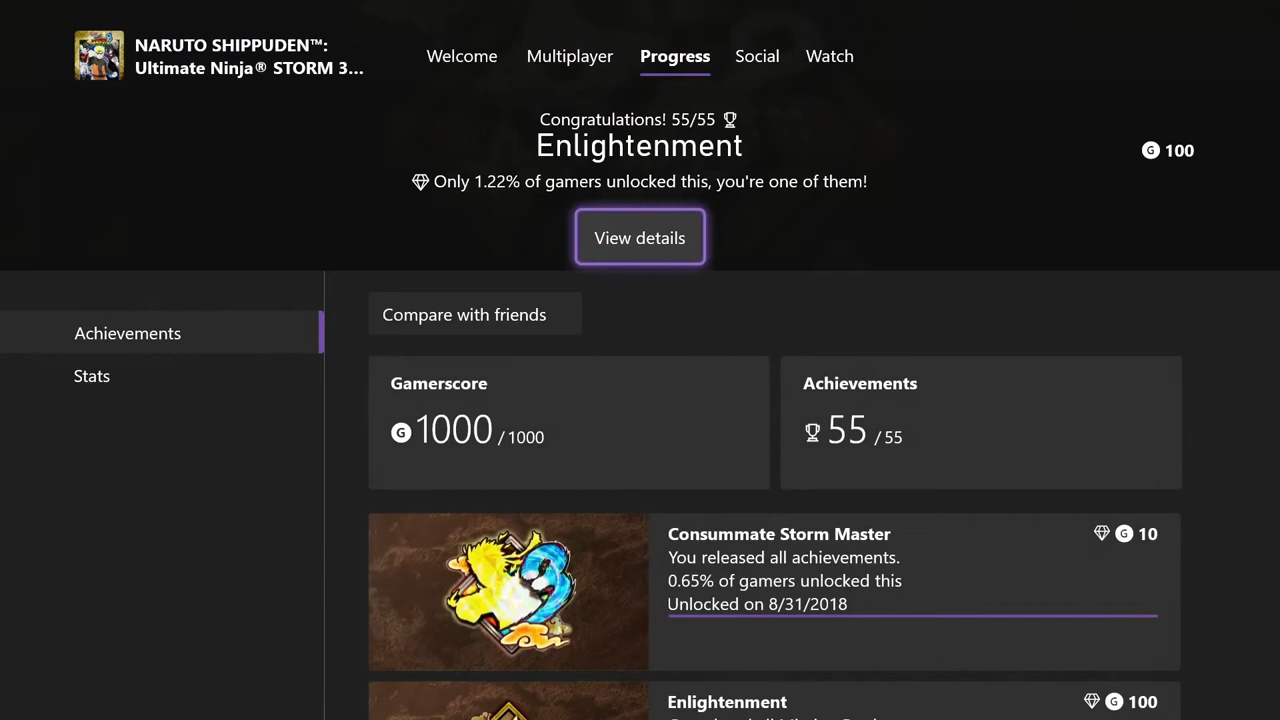 NARUTO SHIPPUDEN™:
Ultimate Ninja® STORM 3...
Welcome
Multiplayer
Progress
Social
Watch
Congratulations! 55/55
Enlightenment
Only 1.22% of gamers unlocked this, you're one of them!
G 100
View details
Achievements
Stats
Compare with friends
Gamerscore
G 1000 / 1000
Achievements
55 / 55
Consummate Storm Master
G 10
You released all achievements.
0.65% of gamers unlocked this
Unlocked on 8/31/2018
Enlightenment
G 100